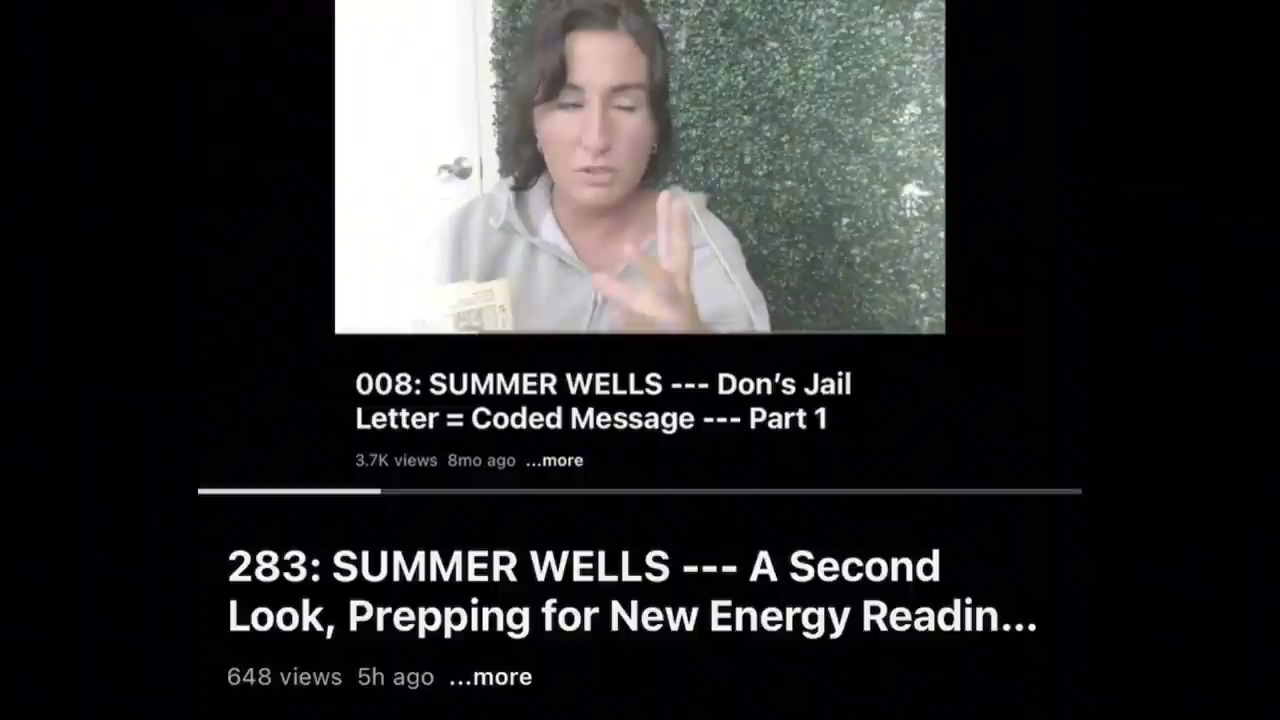 008: SUMMER WELLS --- Don’s Jail
Letter = Coded Message --- Part 1
3.7K views 8mo ago ...more
283: SUMMER WELLS --- A Second
Look, Prepping for New Energy Readin...
648 views 5h ago ...more